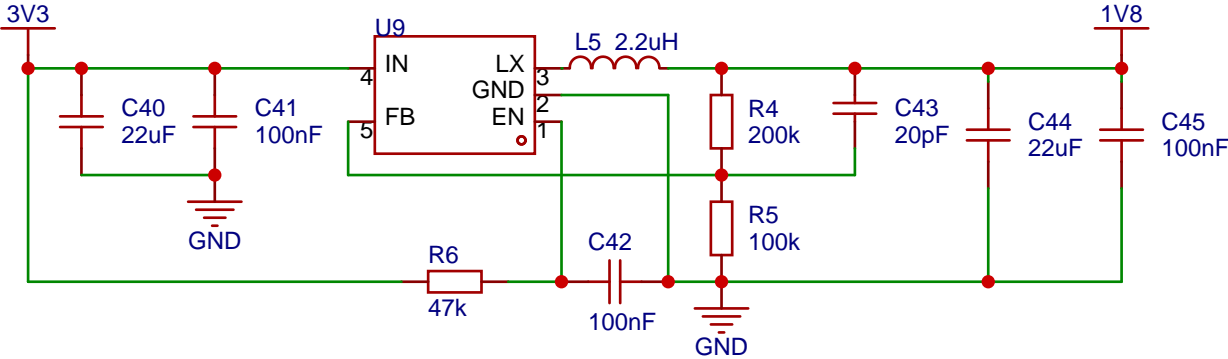 3V3
1V8
U9
L5 2.2uH
IN
LX
4
3
GND
2
FB
EN
5
1
C40
22uF
C41
100nF
R4
200k
C43
20pF
C44
22uF
C45
100nF
GND
R5
100k
R6
47k
C42
100nF
GND